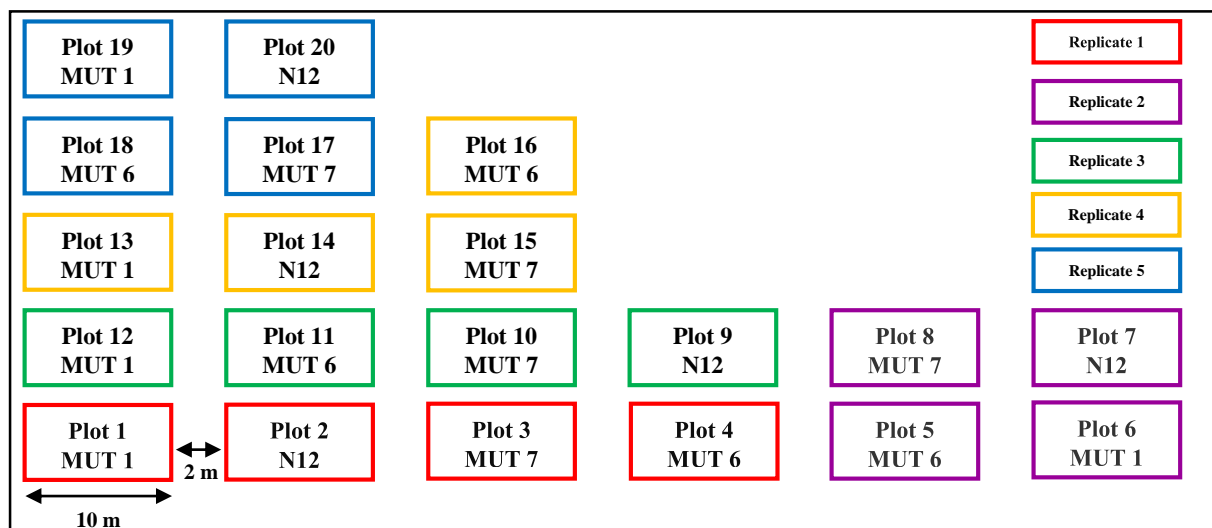 Plot 19
MUT 1
Plot 20
N12
Replicate 1
Replicate 2
Plot 18
MUT 6
Plot 17
MUT 7
Plot 16
MUT 6
Replicate 3
Replicate 4
Plot 13
MUT 1
Plot 14
N12
Plot 15
MUT 7
Replicate 5
Plot 12
MUT 1
Plot 11
MUT 6
Plot 10
MUT 7
Plot 9
N12
Plot 8
MUT 7
Plot 7
N12
Plot 1
MUT 1
2 m
Plot 2
N12
Plot 3
MUT 7
Plot 4
MUT 6
Plot 5
MUT 6
Plot 6
MUT 1
10 m